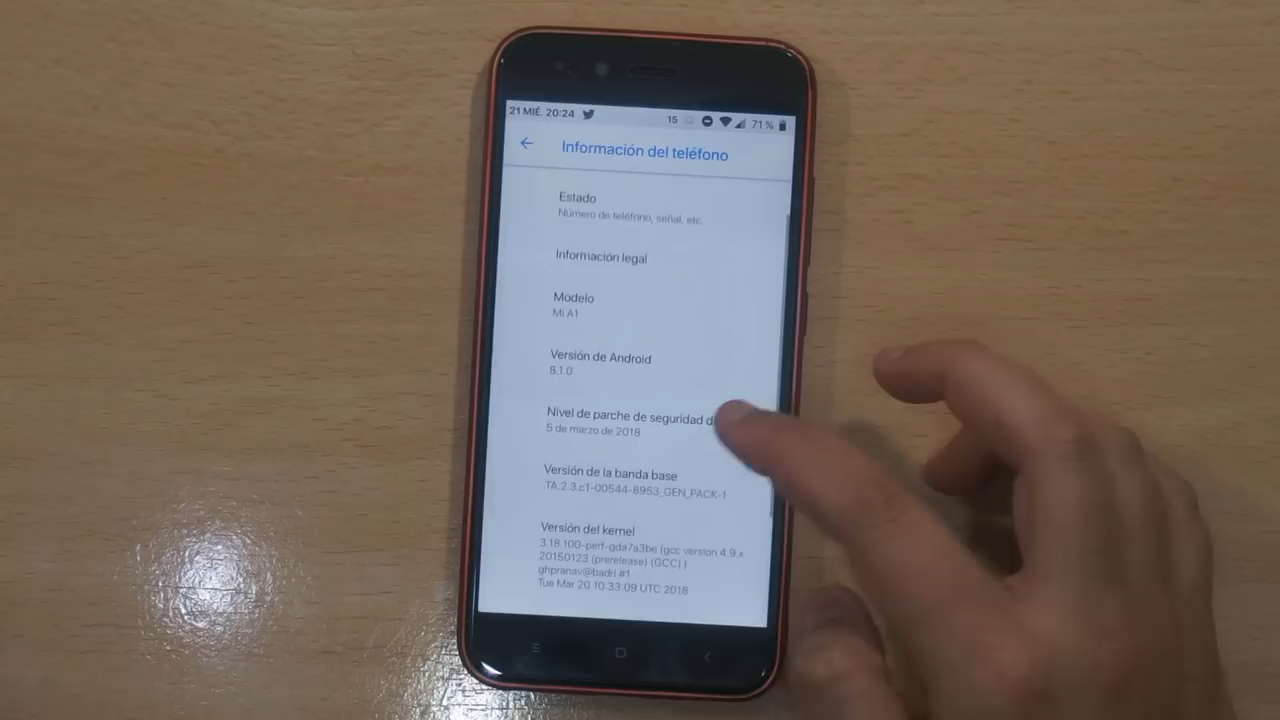 21 MIÉ. 20:24 15 71 %
Información del teléfono
Estado
Número de teléfono, señal, etc.
Información legal
Modelo
Mi A1
Versión de Android
8.1.0
Nivel de parche de seguridad d
5 de marzo de 2018
Versión de la banda base
TA.2.3.c1-00544-8953_GEN_PACK-1
Versión del kernel
3.18.100-perf-gda7a3be (gcc version 4.9.x
20150123 (prerelease) (GCC) )
ghpranav@badri #1
Tue Mar 20 10:33:09 UTC 2018